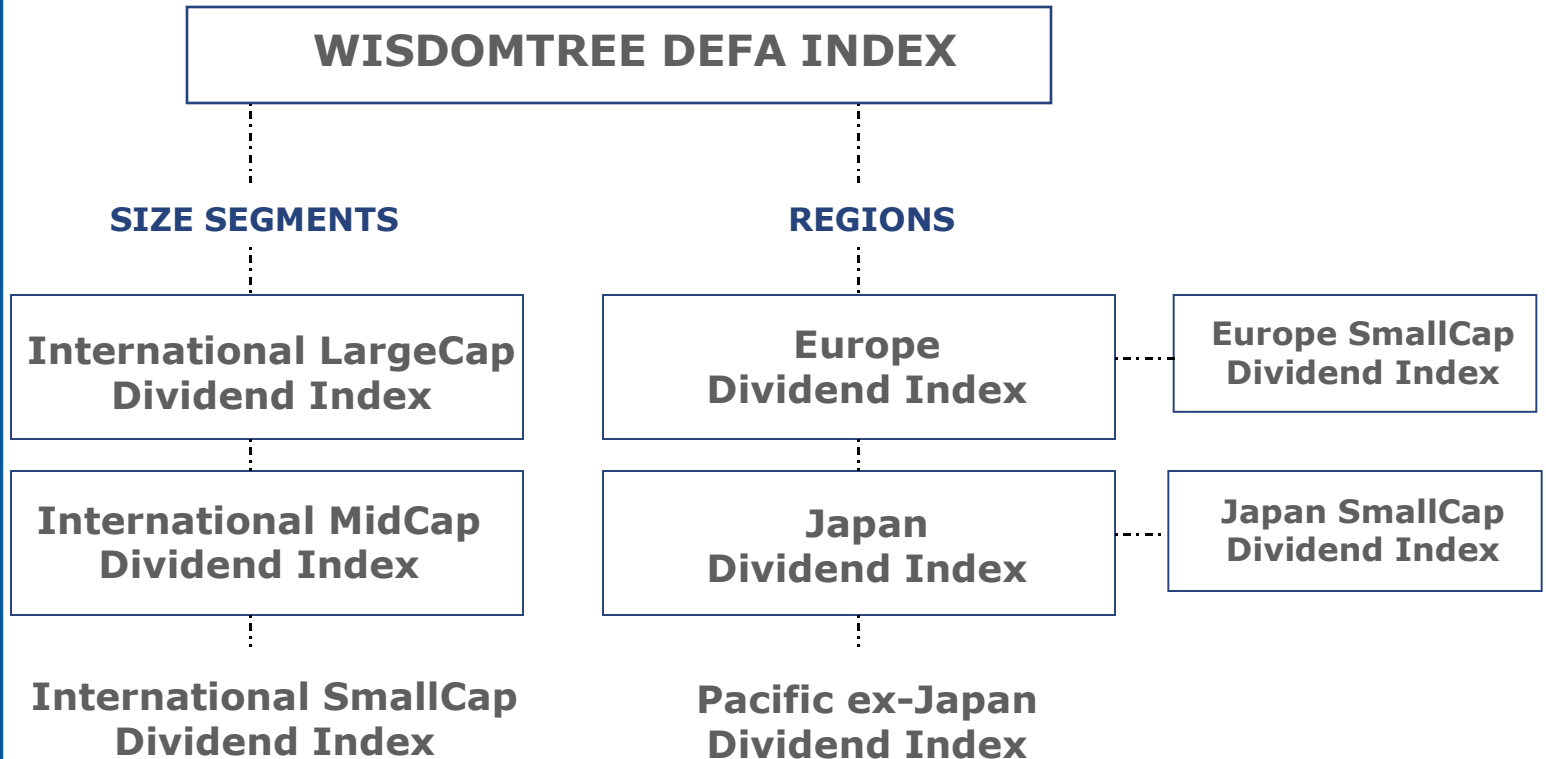 WISDOMTREE DEFA INDEX
SIZE SEGMENTS
REGIONS
International LargeCap
Dividend Index
Europe
Dividend Index
Europe SmallCap
Dividend Index
International MidCap
Dividend Index
Japan
Dividend Index
Japan SmallCap
Dividend Index
International SmallCap
Dividend Index
Pacific ex-Japan
Dividend Index